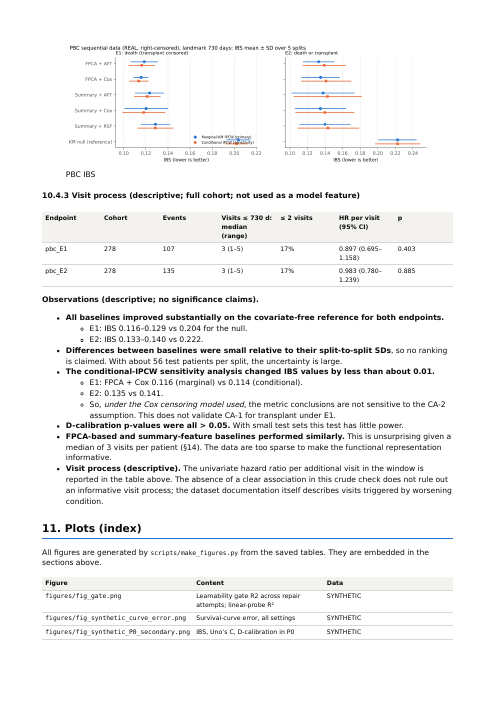 PBC sequential data (REAL, right-censored), landmark 730 days: IBS mean ± SD over 5 splits
E1: death (transplant censored)
E2: death or transplant
FPCA + AFT
FPCA + Cox
Summary + AFT
Summary + Cox
Summary + RSF
KM null (reference)
Marginal-KM IPCW (primary)
Conditional IPCW (sensitivity)
0.10 0.12 0.14 0.16 0.18 0.20 0.22
0.12 0.14 0.16 0.18 0.20 0.22 0.24
IBS (lower is better)
IBS (lower is better)
PBC IBS
10.4.3 Visit process (descriptive; full cohort; not used as a model feature)
Endpoint Cohort Events Visits ≤ 730 d: ≤ 2 visits HR per visit p
median (95% CI)
(range)
pbc_E1 278 107 3 (1–5) 17% 0.897 (0.695– 0.403
1.158)
pbc_E2 278 135 3 (1–5) 17% 0.983 (0.780– 0.885
1.239)
Observations (descriptive; no significance claims).
• All baselines improved substantially on the covariate-free reference for both endpoints.
○ E1: IBS 0.116–0.129 vs 0.204 for the null.
○ E2: IBS 0.133–0.140 vs 0.222.
• Differences between baselines were small relative to their split-to-split SDs, so no ranking
is claimed. With about 56 test patients per split, the uncertainty is large.
• The conditional-IPCW sensitivity analysis changed IBS values by less than about 0.01.
○ E1: FPCA + Cox 0.116 (marginal) vs 0.114 (conditional).
○ E2: 0.135 vs 0.141.
○ So, under the Cox censoring model used, the metric conclusions are not sensitive to the CA-2
assumption. This does not validate CA-1 for transplant under E1.
• D-calibration p-values were all > 0.05. With small test sets this test has little power.
• FPCA-based and summary-feature baselines performed similarly. This is unsurprising given a
median of 3 visits per patient (§14). The data are too sparse to make the functional representation
informative.
• Visit process (descriptive). The univariate hazard ratio per additional visit in the window is
reported in the table above. The absence of a clear association in this crude check does not rule out
an informative visit process; the dataset documentation itself describes visits triggered by worsening
condition.
11. Plots (index)
All figures are generated by scripts/make_figures.py from the saved tables. They are embedded in the
sections above.
Figure Content Data
figures/fig_gate.png Learnability gate R2 across repair SYNTHETIC
attempts; linear-probe R²
figures/fig_synthetic_curve_error.png Survival-curve error, all settings SYNTHETIC
figures/fig_synthetic_P0_secondary.png IBS, Uno's C, D-calibration in P0 SYNTHETIC